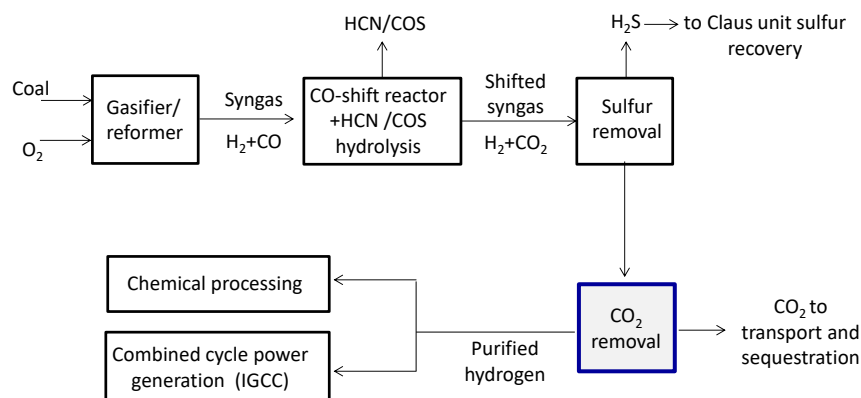 HCN/COS
H₂S
to Claus unit sulfur
recovery
Coal
O₂
Gasifier/
reformer
Syngas
H₂+CO
CO-shift reactor
+HCN /COS
hydrolysis
Shifted
syngas
H₂+CO₂
Sulfur
removal
Chemical processing
Combined cycle power
generation (IGCC)
Purified
hydrogen
CO₂
removal
CO₂ to
transport and
sequestration